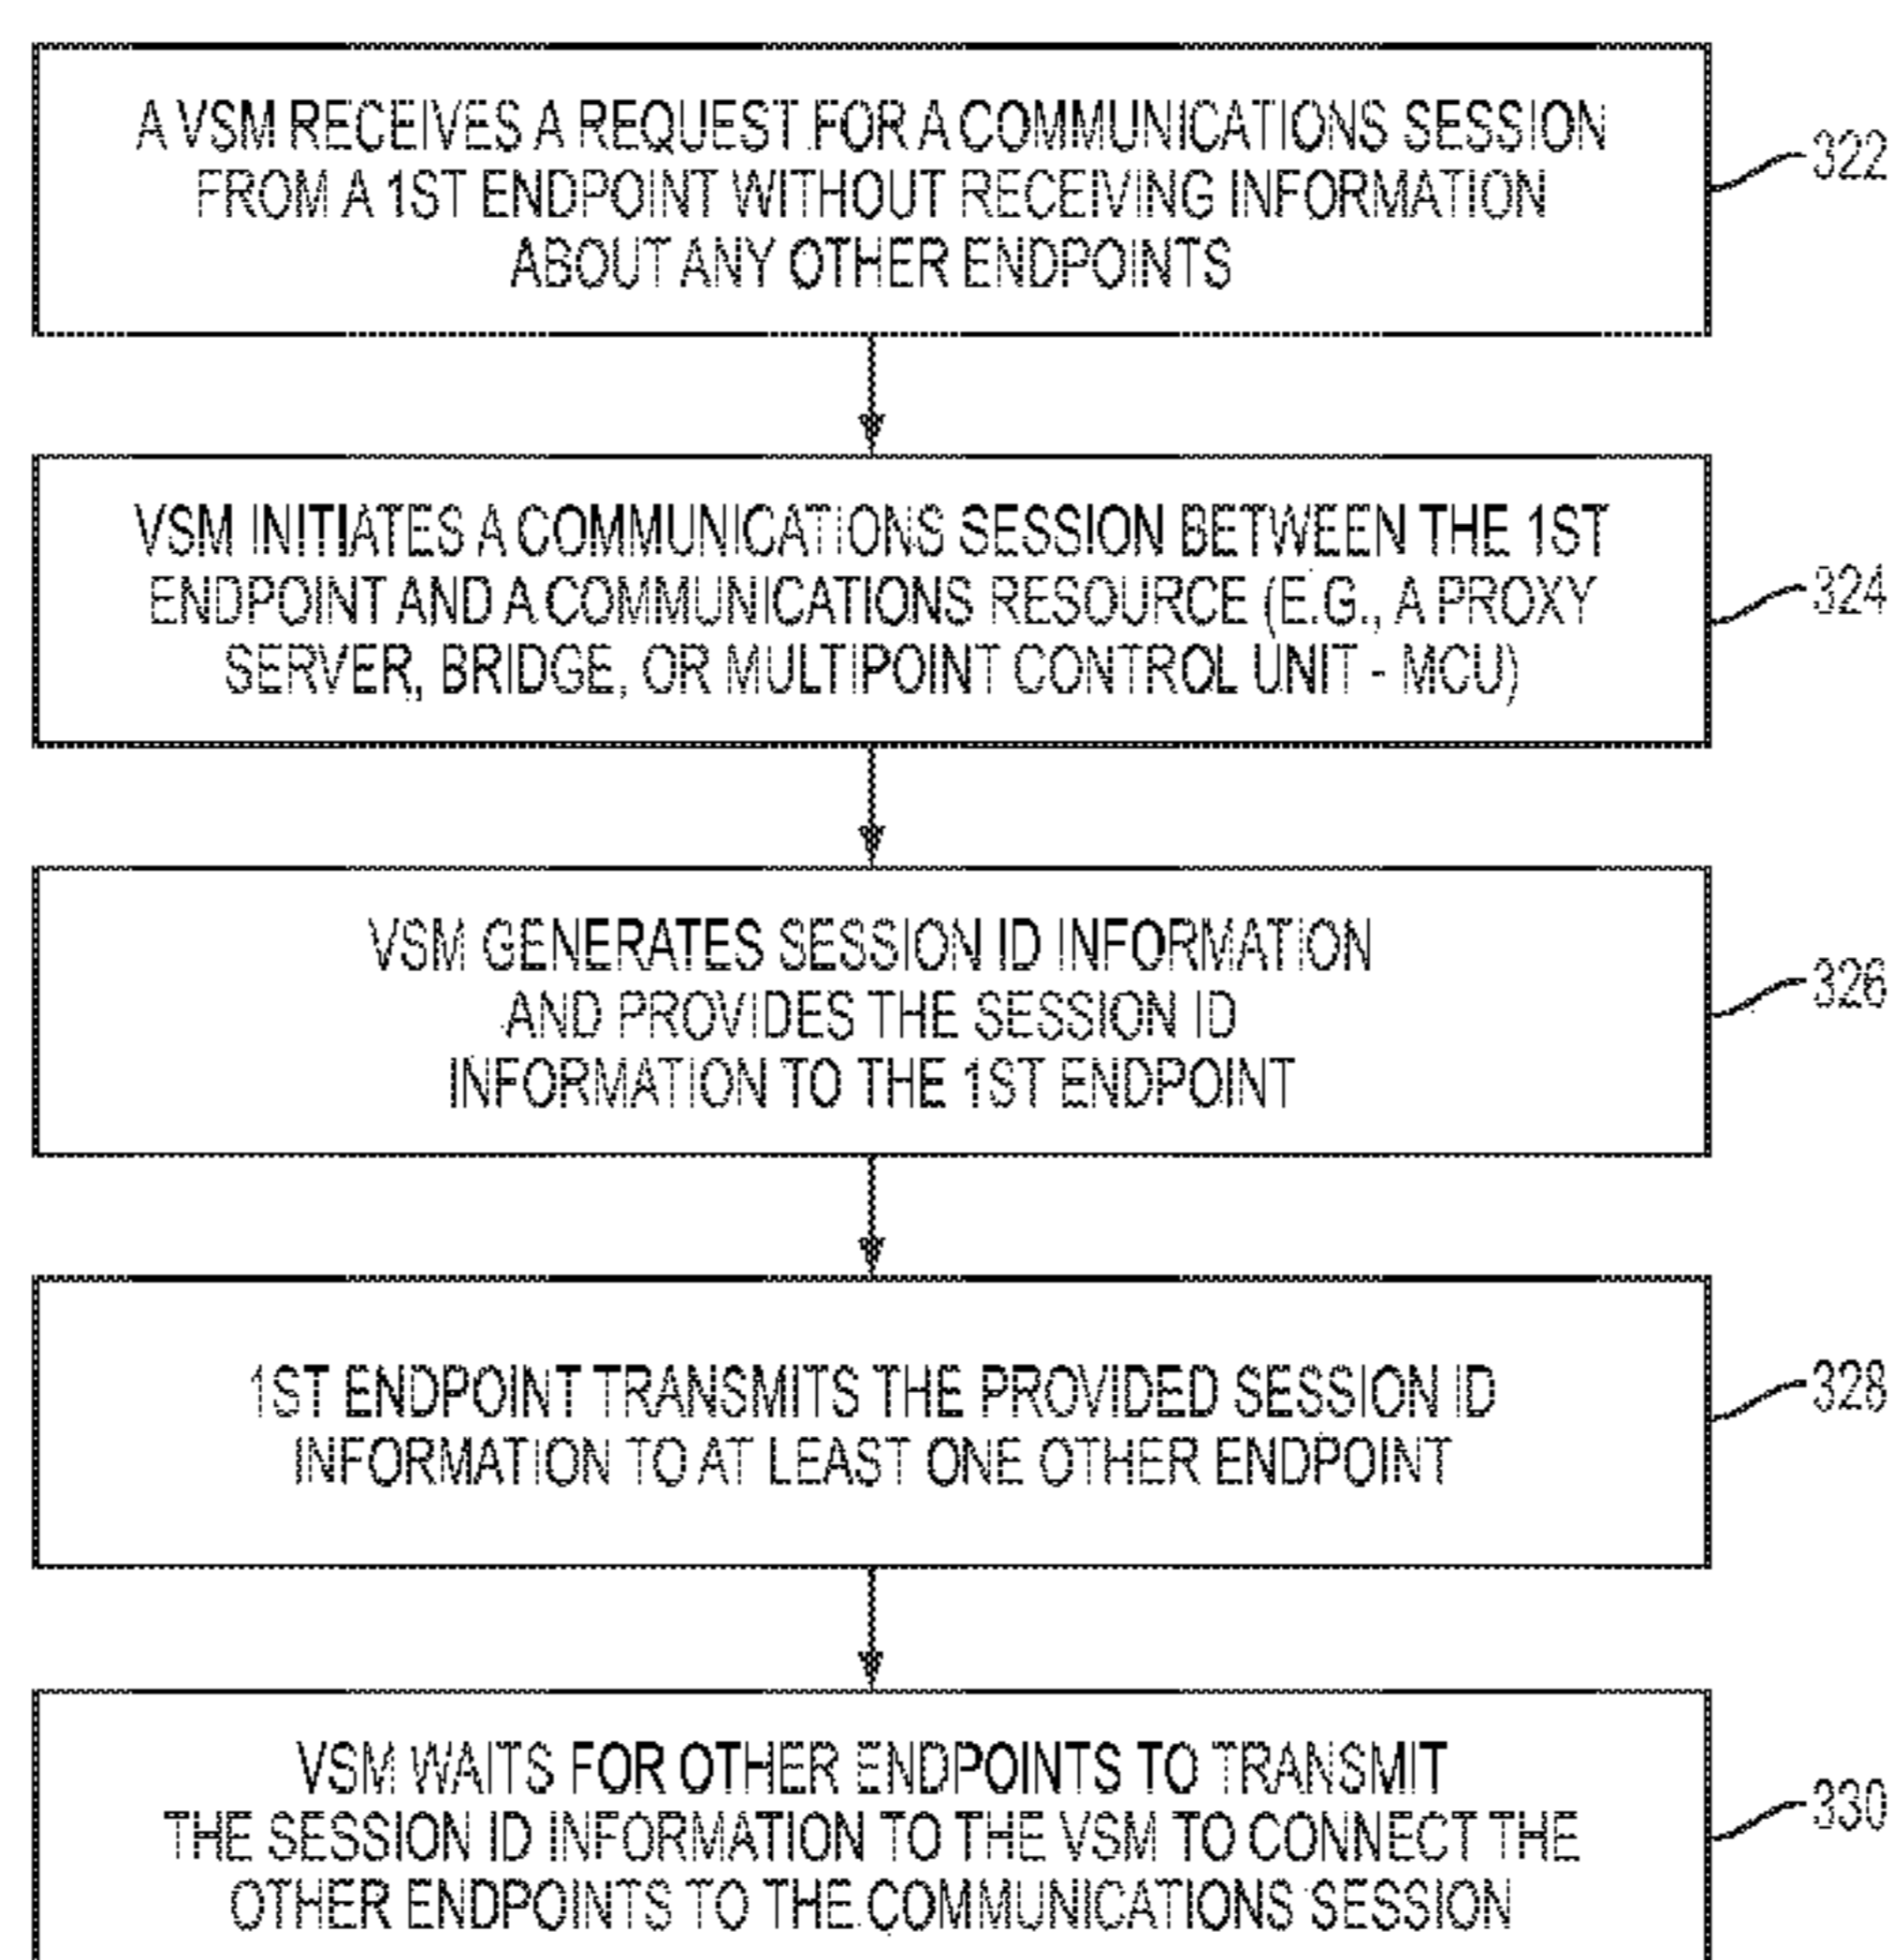 A VSM RECEIVES A REQUEST FOR A COMMUNICATIONS SESSION
FROM A 1ST ENDPOINT WITHOUT RECEIVING INFORMATION
ABOUT ANY OTHER ENDPOINTS
322
VSM INITIATES A COMMUNICATIONS SESSION BETWEEN THE 1ST
ENDPOINT AND A COMMUNICATIONS RESOURCE (E.G., A PROXY
SERVER, BRIDGE, OR MULTIPOINT CONTROL UNIT - MCU)
324
VSM GENERATES SESSION ID INFORMATION
AND PROVIDES THE SESSION ID
INFORMATION TO THE 1ST ENDPOINT
326
1ST ENDPOINT TRANSMITS THE PROVIDED SESSION ID
INFORMATION TO AT LEAST ONE OTHER ENDPOINT
328
VSM WAITS FOR OTHER ENDPOINTS TO TRANSMIT
THE SESSION ID INFORMATION TO THE VSM TO CONNECT THE
OTHER ENDPOINTS TO THE COMMUNICATIONS SESSION
330